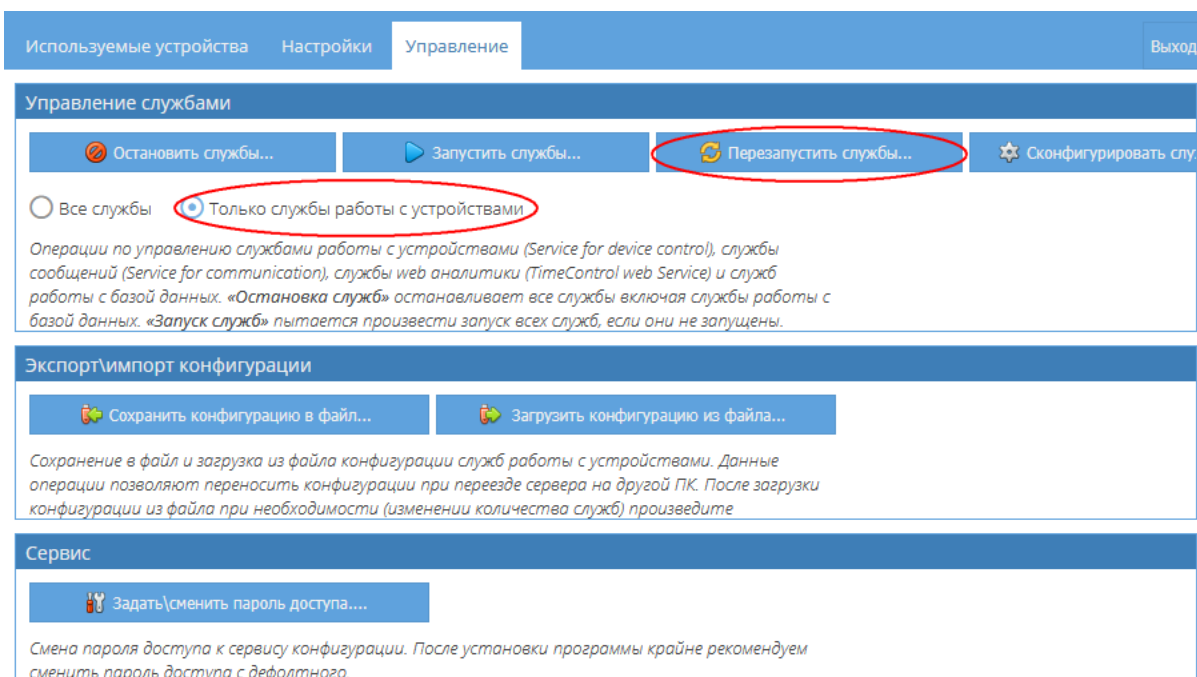 Используемые устройства Настройки Управление Выход
Управление службами
Остановить службы... Запустить службы... Перезапустить службы... Сконфигурировать слу
Все службы Только службы работы с устройствами
Операции по управлению службами работы с устройствами (Service for device control), службы
сообщений (Service for communication), службы web аналитики (TimeControl web Service) и служб
работы с базой данных. «Остановка служб» останавливает все службы включая службы работы с
базой данных. «Запуск служб» пытается произвести запуск всех служб, если они не запущены.
Экспорт\импорт конфигурации
Сохранить конфигурацию в файл... Загрузить конфигурацию из файла...
Сохранение в файл и загрузка из файла конфигурации служб работы с устройствами. Данные
операции позволяют переносить конфигурации при переезде сервера на другой ПК. После загрузки
конфигурации из файла при необходимости (изменении количества служб) произведите
Сервис
Задать\сменить пароль доступа....
Смена пароля доступа к сервису конфигурации. После установки программы крайне рекомендуем
сменить пароль доступа с дефолтного